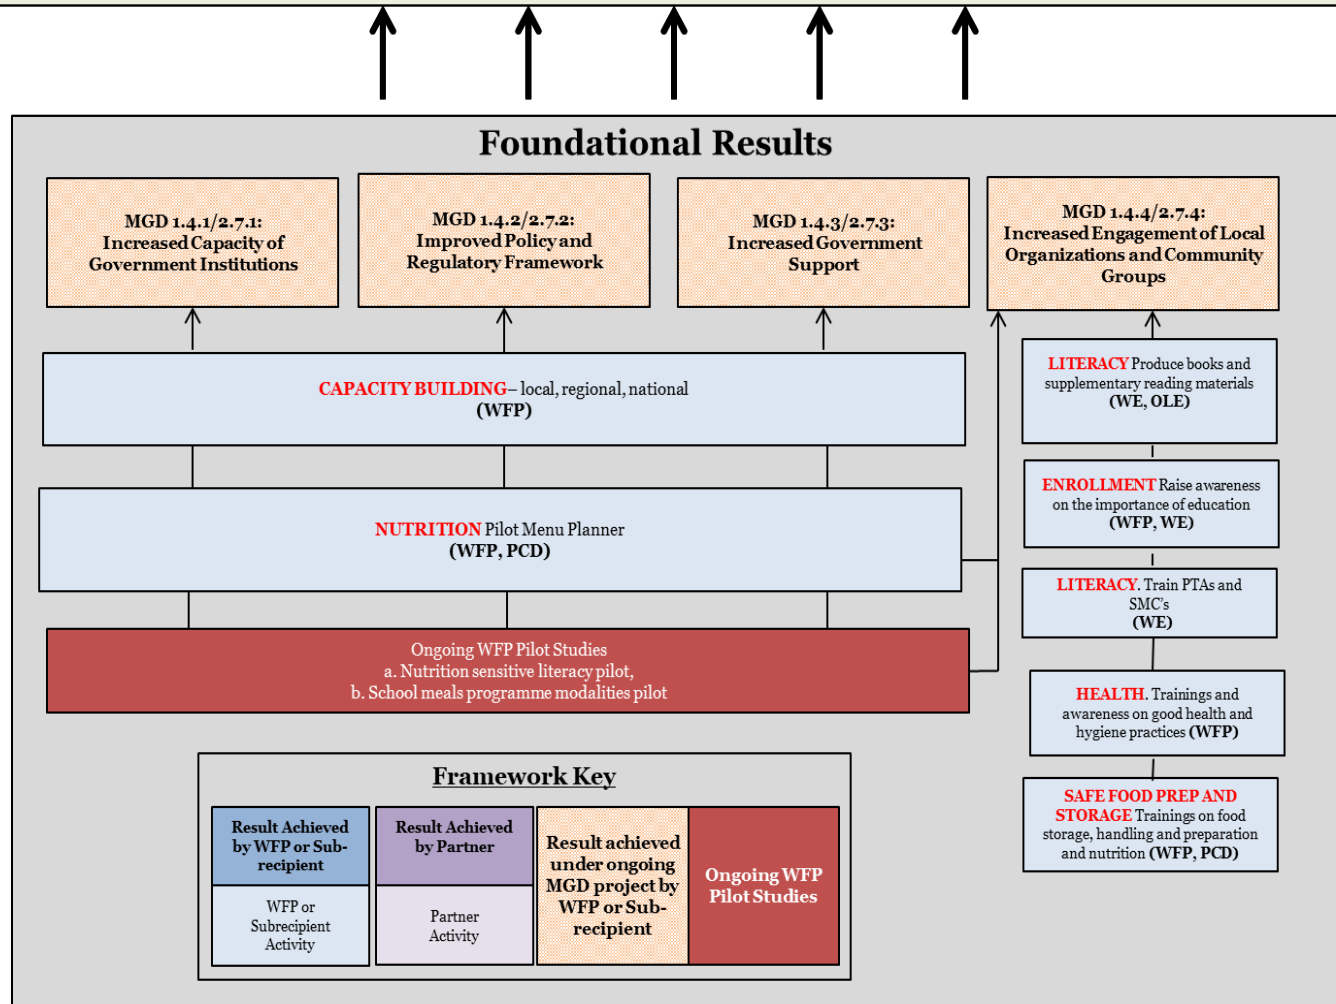 Foundational Results
MGD 1.4.1/2.7.1:
Increased Capacity of
Government Institutions
MGD 1.4.2/2.7.2:
Improved Policy and
Regulatory Framework
MGD 1.4.3/2.7.3:
Increased Government
Support
MGD 1.4.4/2.7.4:
Increased Engagement of Local
Organizations and Community
Groups
CAPACITY BUILDING– local, regional, national
(WFP)
NUTRITION Pilot Menu Planner
(WFP, PCD)
Ongoing WFP Pilot Studies
a. Nutrition sensitive literacy pilot,
b. School meals programme modalities pilot
LITERACY Produce books and
supplementary reading materials
(WE, OLE)
ENROLLMENT Raise awareness
on the importance of education
(WFP, WE)
LITERACY. Train PTAs and
SMC's
(WE)
HEALTH. Trainings and
awareness on good health and
hygiene practices (WFP)
SAFE FOOD PREP AND
STORAGE Trainings on food
storage, handling and preparation
and nutrition (WFP, PCD)
Framework Key
Result Achieved
by WFP or Sub-
recipient
WFP or
Subrecipient
Activity
Result Achieved
by Partner
Partner
Activity
Result achieved
under ongoing
MGD project by
WFP or Sub-
recipient
Ongoing WFP
Pilot Studies